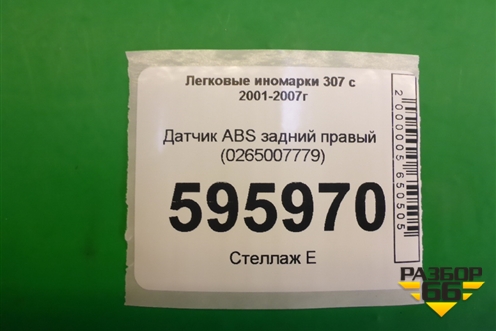 Легковые иномарки 307 с
2001-2007г
Датчик ABS задний правый
(0265007779)
595970
Стеллаж Е
2000005650505
РАЗБОР
66